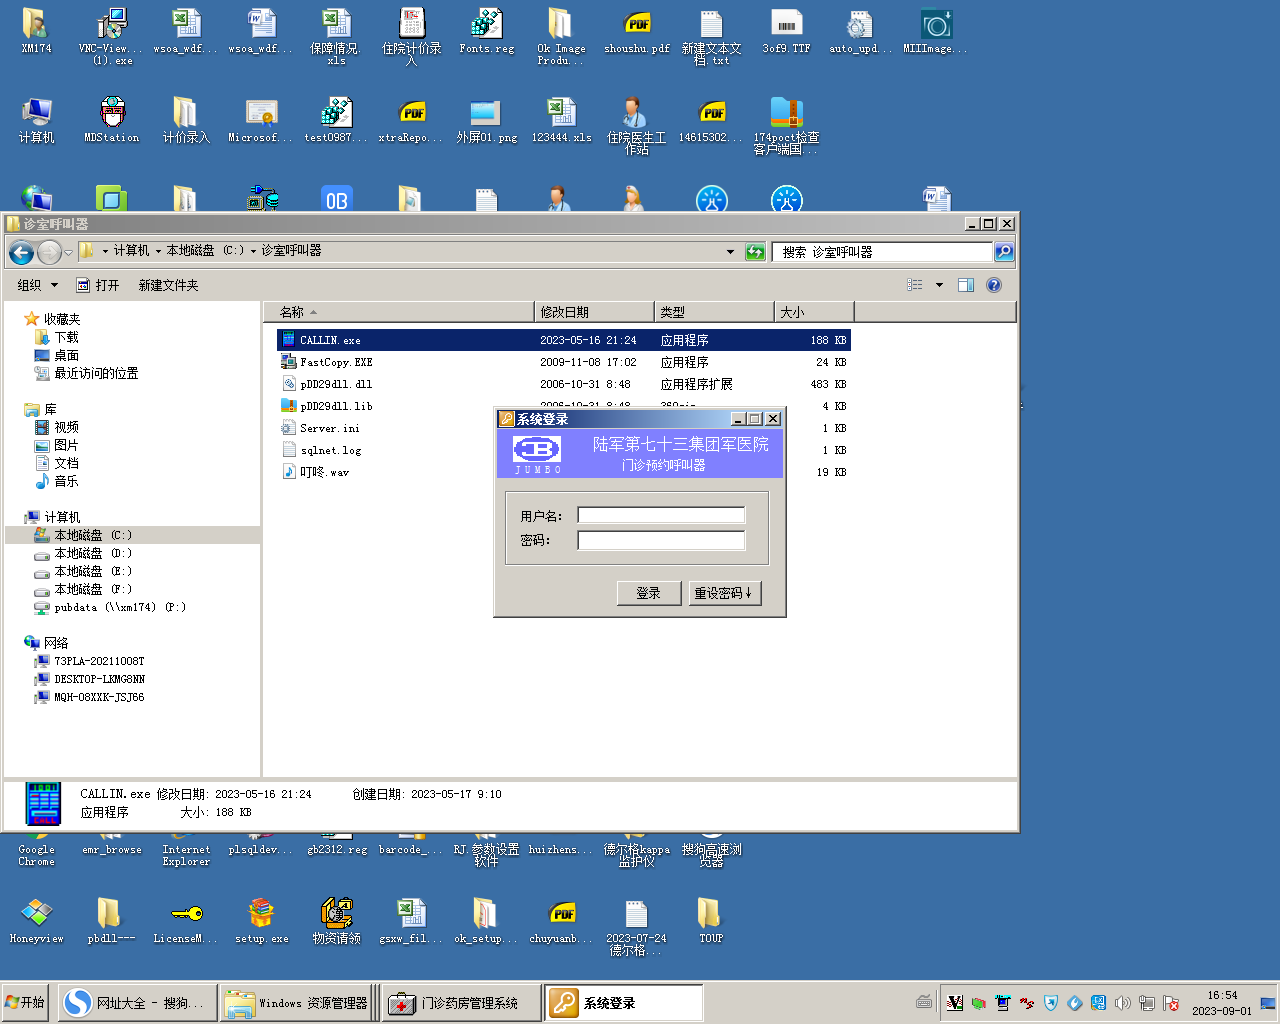 XM174
VNC-View...
(1).exe
wsoa_wdf...
wsoa_wdf...
保障情况.
xls
住院计价录
入
Fonts.reg
Ok Image
Produ...
shoushu.pdf
新建文本文
档.txt
3of9.TTF
auto_upd...
MIIImage...
计算机
MDStation
计价录入
Microsof...
test0987...
xtraRepo...
外屏01.png
123444.xls
住院医生工
作站
14615302...
174poct检查
客户端国...
诊室呼叫器
计算机 本地磁盘 (C:) 诊室呼叫器
搜索 诊室呼叫器
组织 打开 新建文件夹
收藏夹
下载
桌面
最近访问的位置
库
视频
图片
文档
音乐
计算机
本地磁盘 (C:)
本地磁盘 (D:)
本地磁盘 (E:)
本地磁盘 (F:)
pubdata (\\xm174) (P:)
网络
73PLA-20211008T
DESKTOP-LKMG8NN
MQH-08XXK-JSJ66
名称 修改日期 类型 大小
CALLIN.exe 2023-05-16 21:24 应用程序 188 KB
FastCopy.EXE 2009-11-08 17:02 应用程序 24 KB
pDD29dll.dll 2006-10-31 8:48 应用程序扩展 483 KB
pDD29dll.lib 4 KB
Server.ini 1 KB
sqlnet.log 1 KB
叮咚.wav 19 KB
系统登录
JUMBO
陆军第七十三集团军医院
门诊预约呼叫器
用户名:
密码:
登录 重设密码↓
CALLIN.exe 修改日期: 2023-05-16 21:24 创建日期: 2023-05-17 9:10
应用程序 大小: 188 KB
Google
Chrome
emr_browse
Internet
Explorer
plsqldev...
gb2312.reg
barcode_...
RJ.参数设置
软件
huizhens...
德尔格kappa
监护仪
搜狗高速浏
览器
Honeyview
pbdll---
LicenseM...
setup.exe
物资请领
gsxw_fil...
ok_setup...
chuyuanb...
2023-07-24
德尔格...
TOUP
开始
网址大全 - 搜狗...
Windows 资源管理器
门诊药房管理系统
系统登录
16:54
2023-09-01